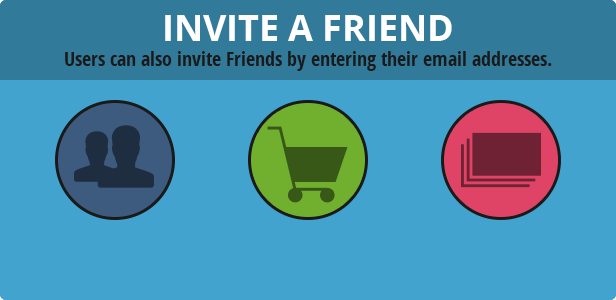 INVITE A FRIEND
Users can also invite Friends by entering their email addresses.